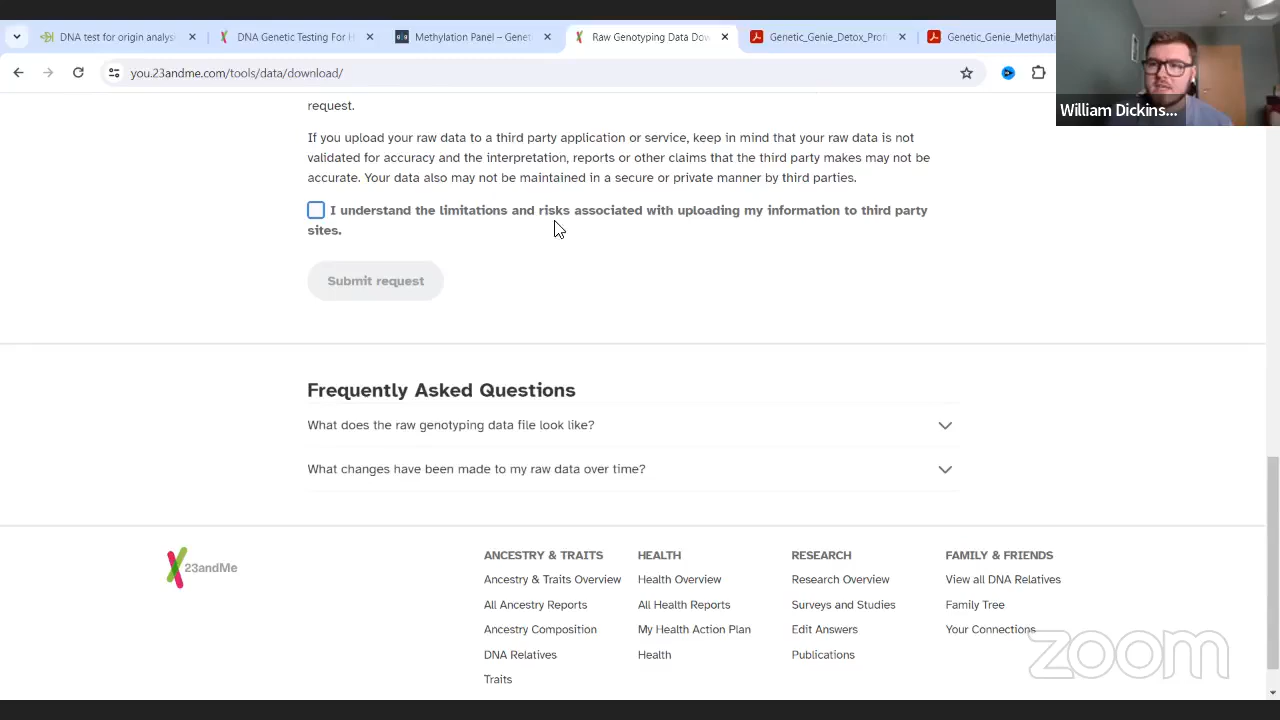 DNA test for origin analys
DNA Genetic Testing For H
Methylation Panel – Genet
Raw Genotyping Data Dow
Genetic_Genie_Detox_Prof
Genetic_Genie_Methylati
you.23andme.com/tools/data/download/
William Dickins...
request.
If you upload your raw data to a third party application or service, keep in mind that your raw data is not
validated for accuracy and the interpretation, reports or other claims that the third party makes may not be
accurate. Your data also may not be maintained in a secure or private manner by third parties.
I understand the limitations and risks associated with uploading my information to third party
sites.
Submit request
Frequently Asked Questions
What does the raw genotyping data file look like?
What changes have been made to my raw data over time?
23andMe
ANCESTRY & TRAITS
Ancestry & Traits Overview
All Ancestry Reports
Ancestry Composition
DNA Relatives
Traits
HEALTH
Health Overview
All Health Reports
My Health Action Plan
Health
RESEARCH
Research Overview
Surveys and Studies
Edit Answers
Publications
FAMILY & FRIENDS
View all DNA Relatives
Family Tree
Your Connections
zoom